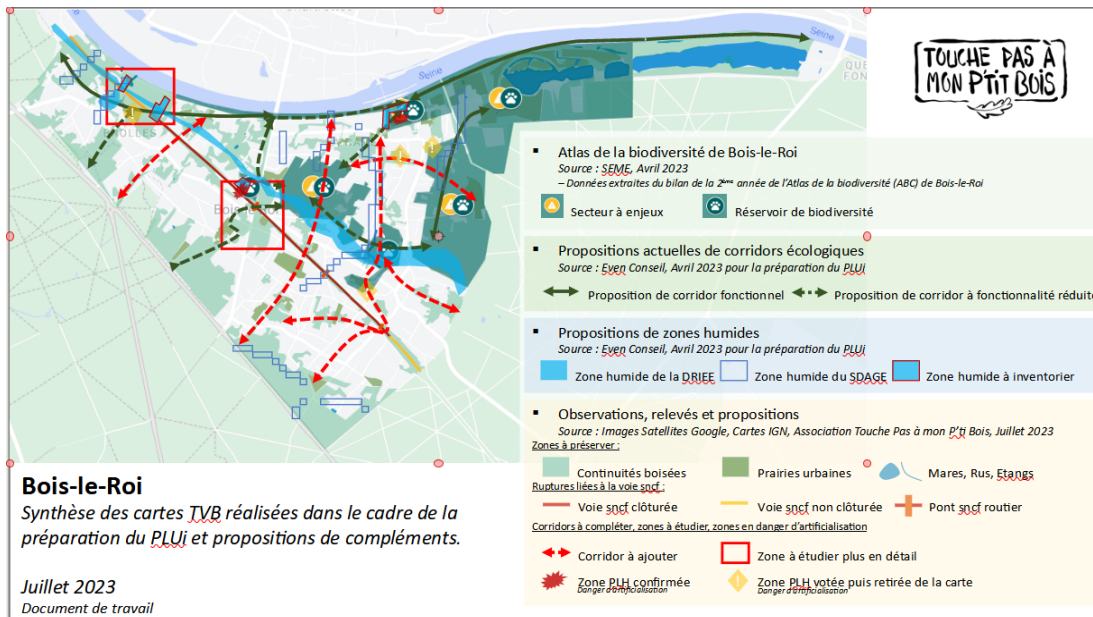 Seine
Seine
Seine
TOUCHE PAS À
MON P'TIT BOIS
▪ Atlas de la biodiversité de Bois-le-Roi
Source : SEME, Avril 2023
– Données extraites du bilan de la 2ème année de l'Atlas de la biodiversité (ABC) de Bois-le-Roi
Secteur à enjeux
Réservoir de biodiversité
▪ Propositions actuelles de corridors écologiques
Source : Even Conseil, Avril 2023 pour la préparation du PLUi
Proposition de corridor fonctionnel
Proposition de corridor à fonctionnalité réduite
▪ Propositions de zones humides
Source : Even Conseil, Avril 2023 pour la préparation du PLUi
Zone humide de la DRIEE
Zone humide du SDAGE
Zone humide à inventorier
▪ Observations, relevés et propositions
Source : Images Satellites Google, Cartes IGN, Association Touche Pas à mon P'ti Bois, Juillet 2023
Zones à préserver :
Continuités boisées
Prairies urbaines
Mares, Rus, Etangs
Ruptures liées à la voie sncf :
Voie sncf clôturée
Voie sncf non clôturée
Pont sncf routier
Corridors à compléter, zones à étudier, zones en danger d'artificialisation
Corridor à ajouter
Zone à étudier plus en détail
Zone PLH confirmée
Danger d'artificialisation
Zone PLH votée puis retirée de la carte
Danger d'artificialisation
Bois-le-Roi
Synthèse des cartes TVB réalisées dans le cadre de la
préparation du PLUi et propositions de compléments.
Juillet 2023
Document de travail